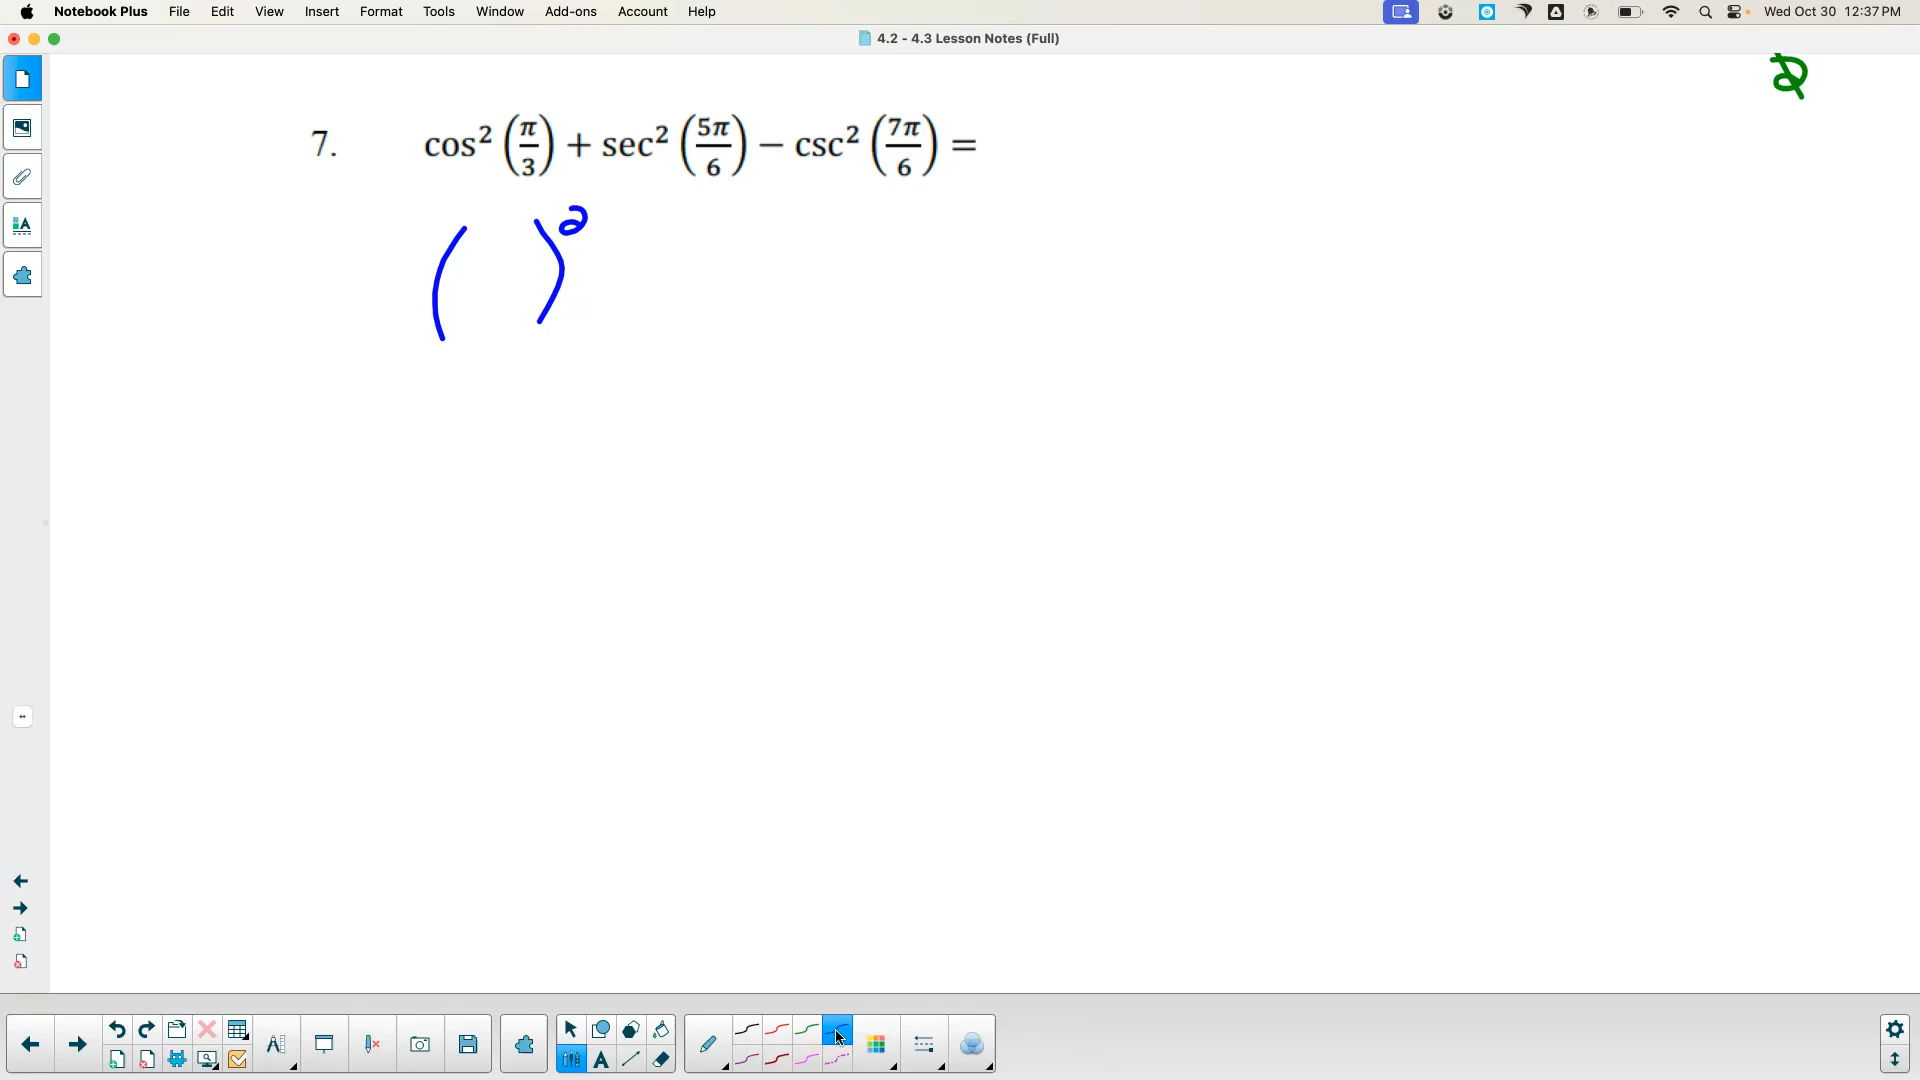 Notebook Plus File Edit View Insert Format Tools Window Add-ons Account Help Wed Oct 30 12:37 PM
4.2 - 4.3 Lesson Notes (Full)
2
7. cos² (π/3) + sec² (5π/6) − csc² (7π/6) =
( )²